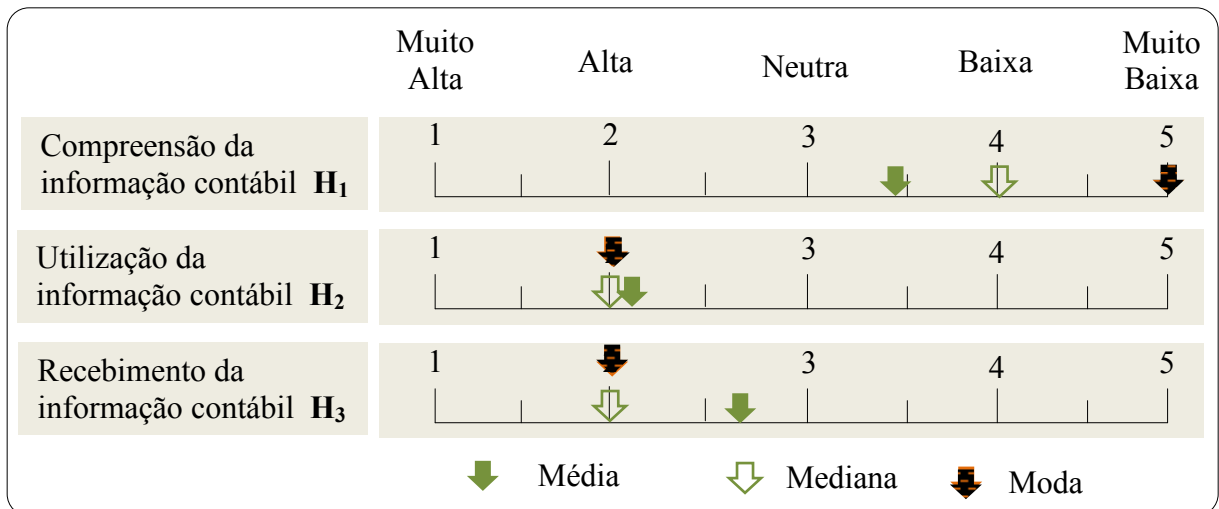 Muito
Alta
Alta
Neutra
Baixa
Muito
Baixa
Compreensão da
informação contábil H1
1 2 3 4 5
Utilização da
informação contábil H2
1 3 4 5
Recebimento da
informação contábil H3
1 3 4 5
Média Mediana Moda